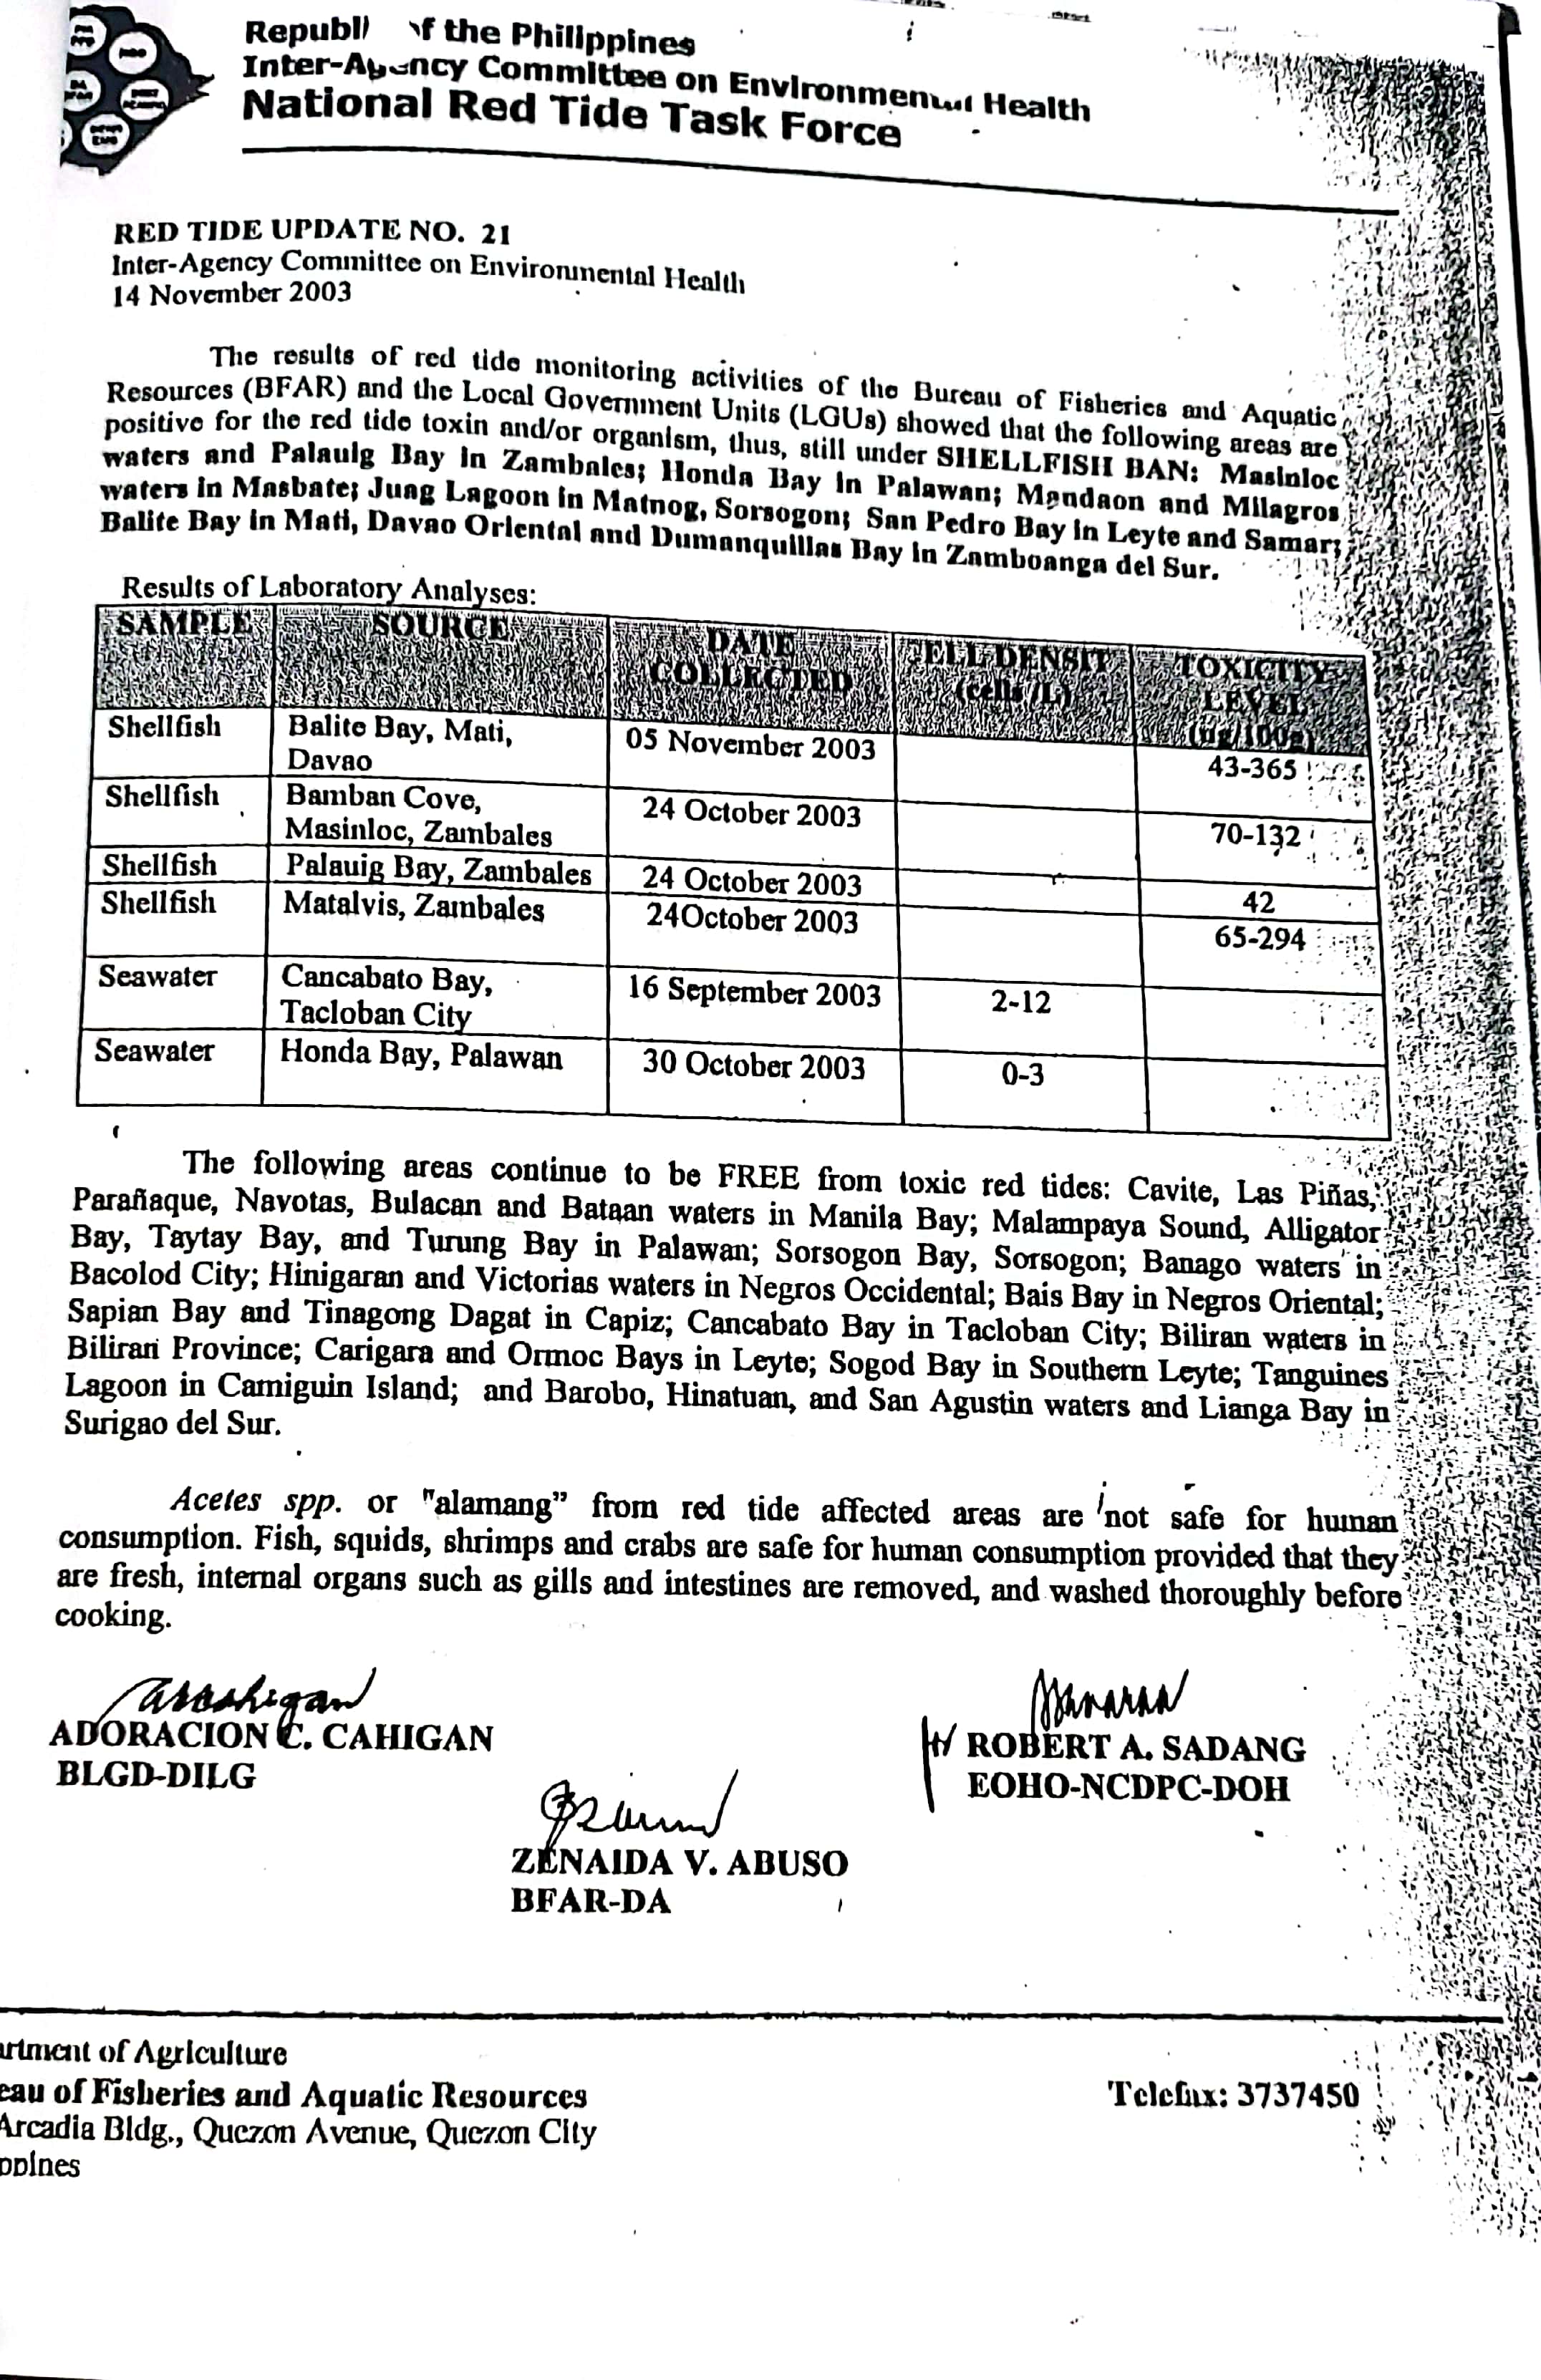 Republi of the Philippines
Inter-Agency Committee on Environmental Health
National Red Tide Task Force
RED TIDE UPDATE NO. 21
Inter-Agency Committee on Environmental Health
14 November 2003
The results of red tide monitoring activities of the Bureau of Fisheries and Aquatic
Resources (BFAR) and the Local Government Units (LGUs) showed that the following areas are
positive for the red tide toxin and/or organism, thus, still under SHELLFISH BAN: Masinloc
waters and Palauig Bay in Zambales; Honda Bay in Palawan; Mandaon and Milagros
waters in Masbate; Juag Lagoon in Matnog, Sorsogon; San Pedro Bay in Leyte and Samar;
Balite Bay in Mati, Davao Oriental and Dumanquillas Bay in Zamboanga del Sur.
Results of Laboratory Analyses:
SAMPLE SOURCE DATE COLLECTED CELL DENSITY (cells /L) TOXICITY LEVEL (ug/100g)
Shellfish Balite Bay, Mati, Davao 05 November 2003 43-365
Shellfish Bamban Cove, Masinloc, Zambales 24 October 2003 70-132
Shellfish Palauig Bay, Zambales 24 October 2003 42
Shellfish Matalvis, Zambales 24October 2003 65-294
Seawater Cancabato Bay, Tacloban City 16 September 2003 2-12
Seawater Honda Bay, Palawan 30 October 2003 0-3
The following areas continue to be FREE from toxic red tides: Cavite, Las Piñas,
Parañaque, Navotas, Bulacan and Bataan waters in Manila Bay; Malampaya Sound, Alligator
Bay, Taytay Bay, and Turung Bay in Palawan; Sorsogon Bay, Sorsogon; Banago waters in
Bacolod City; Hinigaran and Victorias waters in Negros Occidental; Bais Bay in Negros Oriental;
Sapian Bay and Tinagong Dagat in Capiz; Cancabato Bay in Tacloban City; Biliran waters in
Biliran Province; Carigara and Ormoc Bays in Leyte; Sogod Bay in Southern Leyte; Tanguines
Lagoon in Camiguin Island; and Barobo, Hinatuan, and San Agustin waters and Lianga Bay in
Surigao del Sur.
Acetes spp. or "alamang" from red tide affected areas are not safe for human
consumption. Fish, squids, shrimps and crabs are safe for human consumption provided that they
are fresh, internal organs such as gills and intestines are removed, and washed thoroughly before
cooking.
ADORACION C. CAHIGAN
BLGD-DILG
ROBERT A. SADANG
EOHO-NCDPC-DOH
ZENAIDA V. ABUSO
BFAR-DA
artment of Agriculture
eau of Fisheries and Aquatic Resources
Arcadia Bldg., Quezon Avenue, Quezon City
ppines
Telefax: 3737450